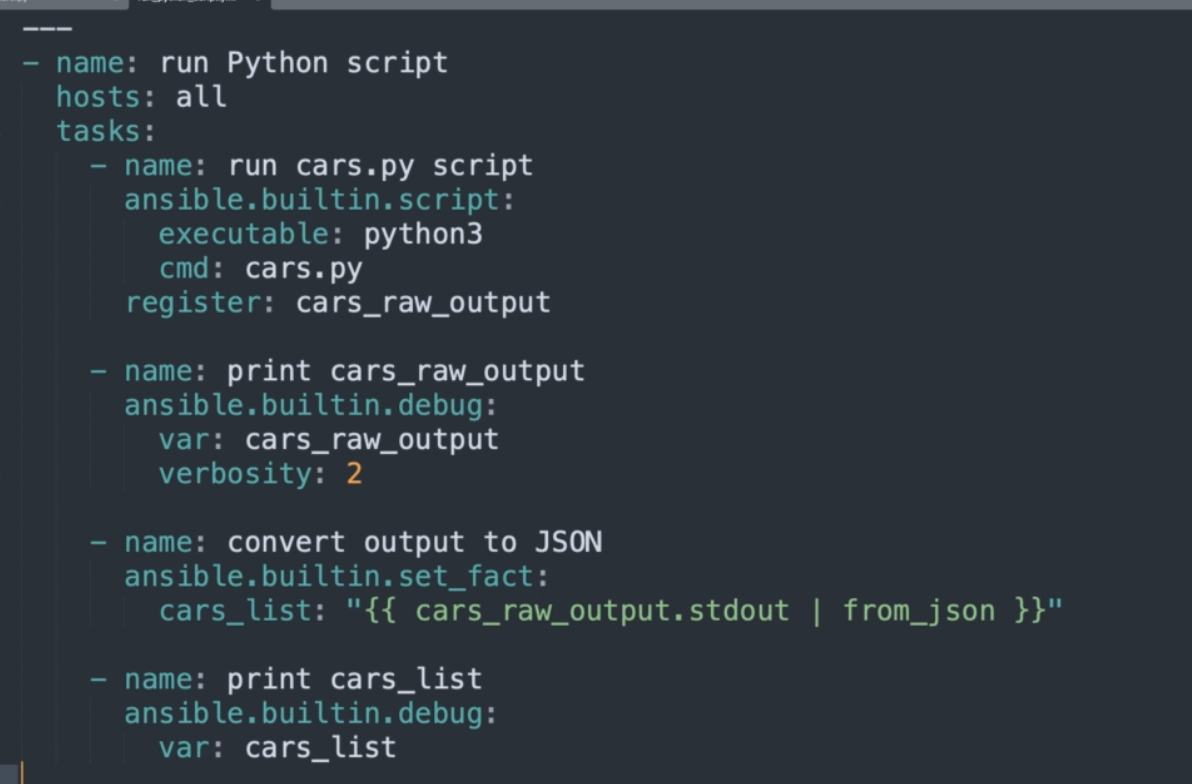 ---
- name: run Python script
  hosts: all
  tasks:
    - name: run cars.py script
      ansible.builtin.script:
        executable: python3
        cmd: cars.py
      register: cars_raw_output

    - name: print cars_raw_output
      ansible.builtin.debug:
        var: cars_raw_output
        verbosity: 2

    - name: convert output to JSON
      ansible.builtin.set_fact:
        cars_list: "{{ cars_raw_output.stdout | from_json }}"

    - name: print cars_list
      ansible.builtin.debug:
        var: cars_list